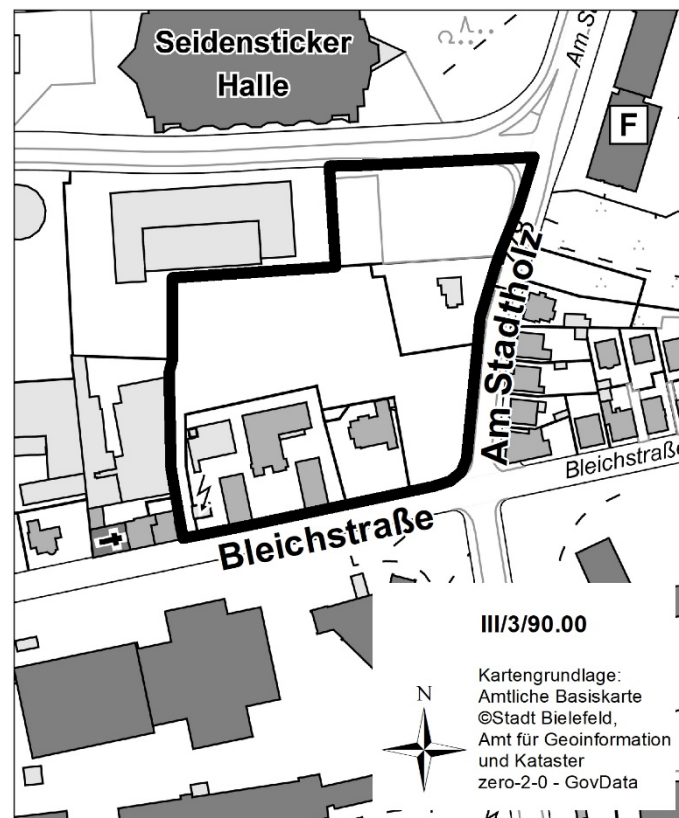 Seidensticker
Halle
Am-St
F
Am-Stadtholz
Bleichstraße
Bleichstraße
III/3/90.00
N
Kartengrundlage:
Amtliche Basiskarte
©Stadt Bielefeld,
Amt für Geoinformation
und Kataster
zero-2-0 - GovData